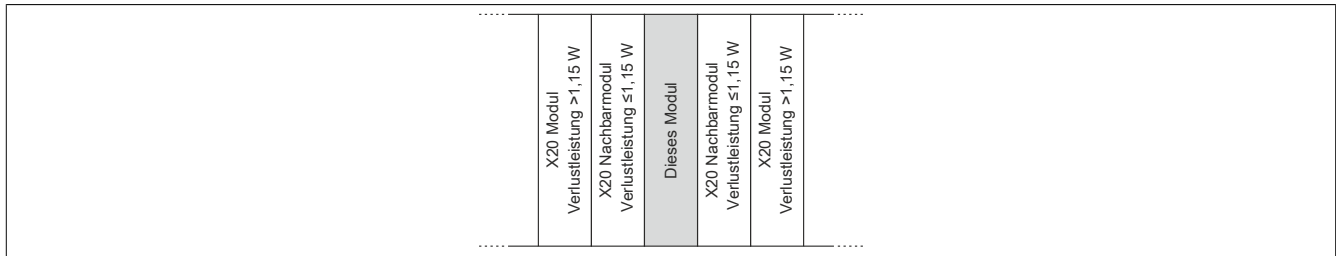 X20 Modul
Verlustleistung >1,15 W
X20 Nachbarmodul
Verlustleistung ≤1,15 W
Dieses Modul
X20 Nachbarmodul
Verlustleistung ≤1,15 W
X20 Modul
Verlustleistung >1,15 W